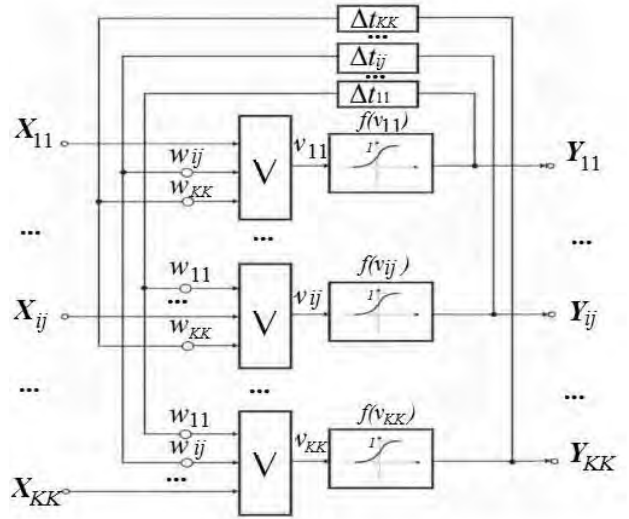 Δt_KK
...
Δt_ij
...
Δt_11
X_11
w_ij
w_KK
V
v_11
f(v_11)
1"
Y_11
...
...
...
w_11
...
X_ij
w_KK
V
v_ij
f(v_ij)
1"
Y_ij
...
...
...
w_11
w_ij
...
X_KK
V
v_KK
f(v_KK)
1"
Y_KK